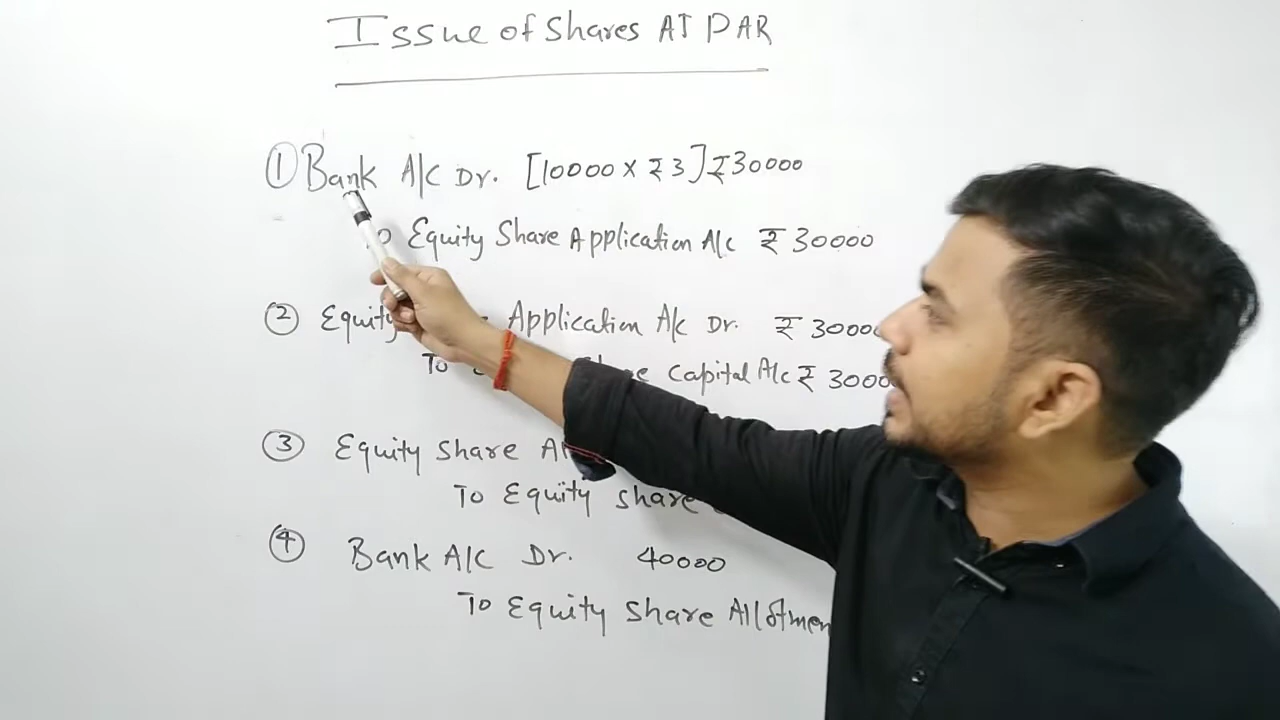 Issue of Shares AT PAR
① Bank A/c Dr. [10000 x ₹ 3] ₹30000
Equity Share Application A/c ₹ 30000
② Equity Application A/c Dr. ₹ 30000
To Capital A/c ₹ 3000
③ Equity Share
To Equity Share
④ Bank A/C Dr. 40000
To Equity Share Allotmen